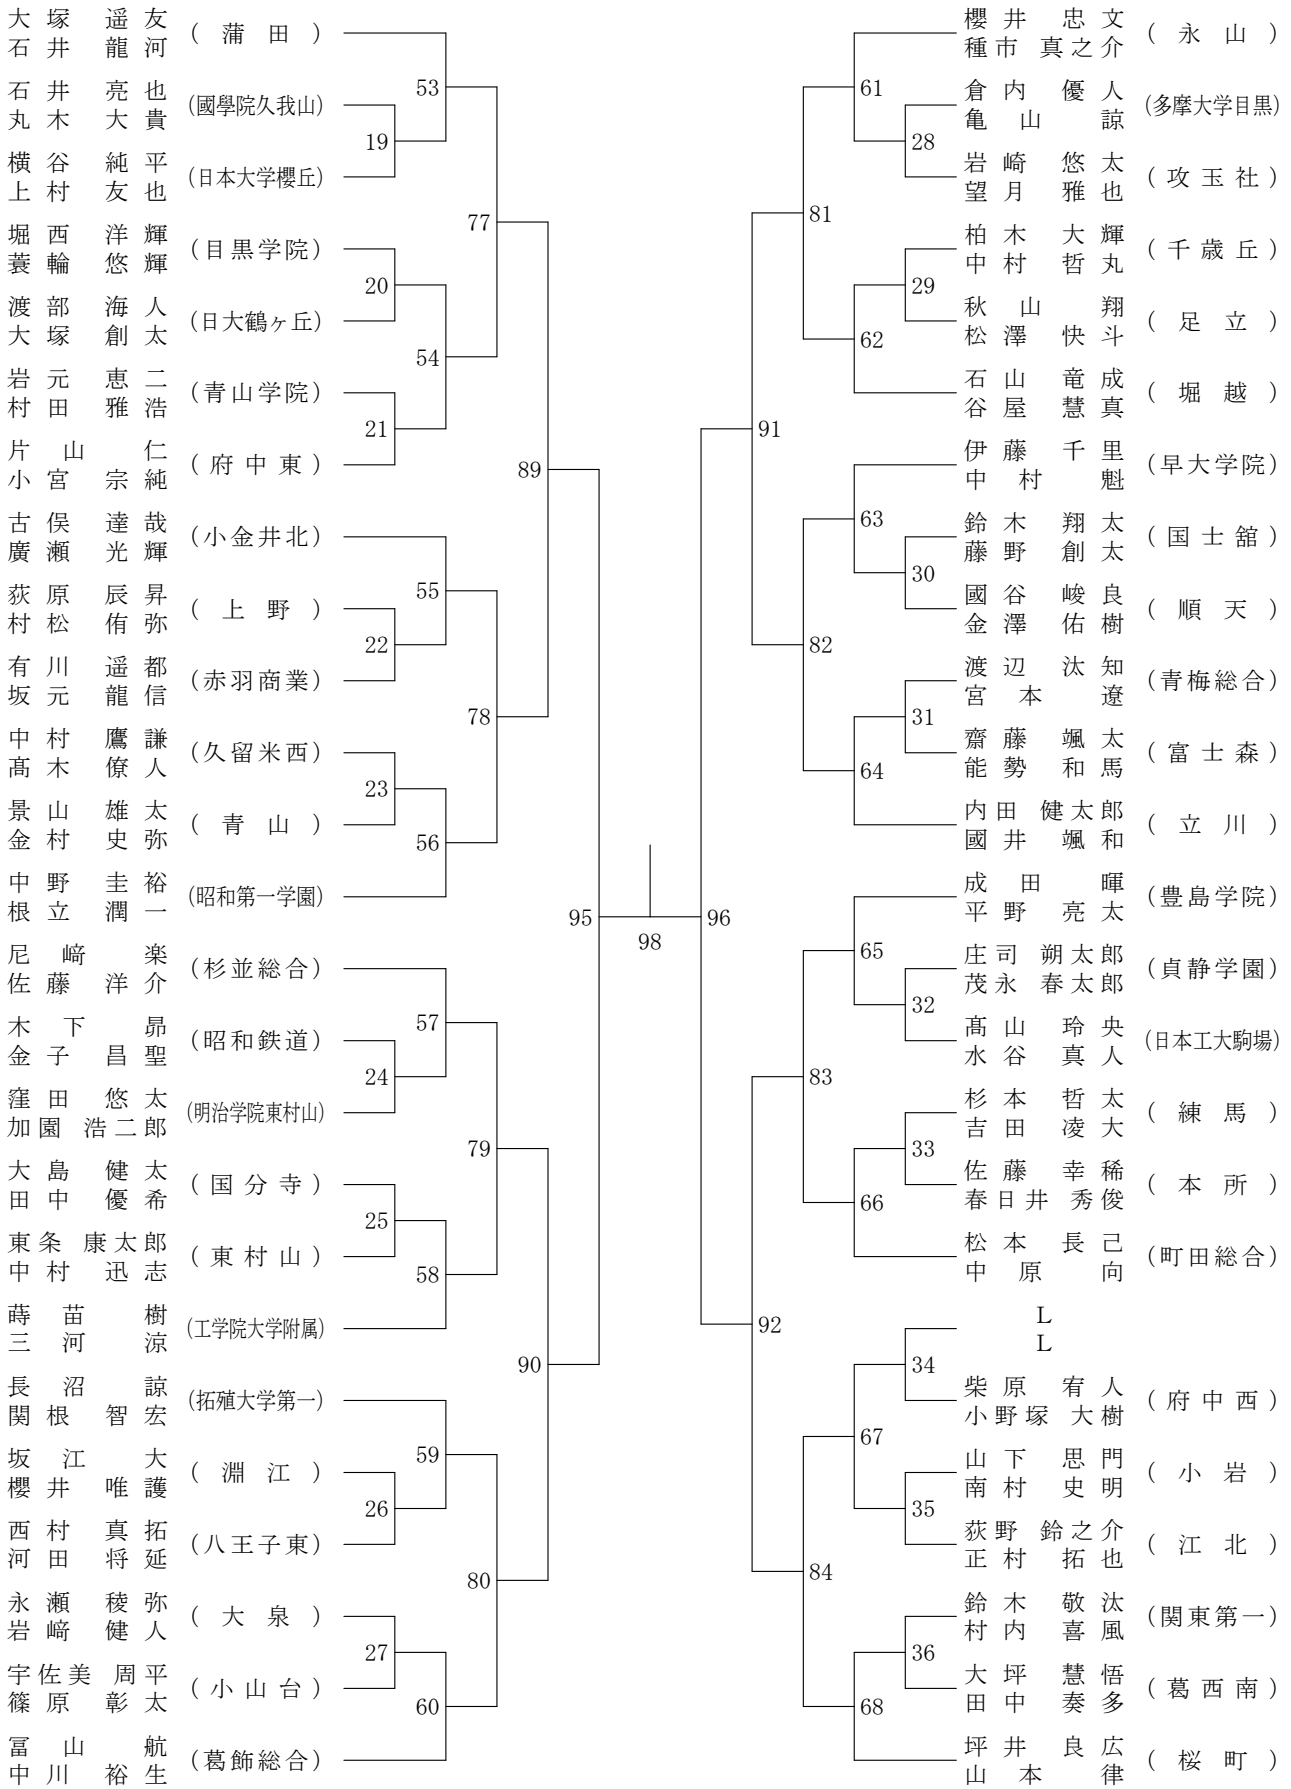 大塚 遥友
石井 龍河
(蒲田)
石井 亮也
丸木 大貴
(國學院久我山)
横谷 純平
上村 友也
(日本大学櫻丘)
堀西 洋輝
蓑輪 悠輝
(目黒学院)
渡部 海人
大塚 創太
(日大鶴ヶ丘)
岩元 恵二
村田 雅浩
(青山学院)
片山 仁
小宮 宗純
(府中東)
古俣 達哉
廣瀬 光輝
(小金井北)
荻原 辰昇
村松 侑弥
(上野)
有川 遥都
坂元 龍信
(赤羽商業)
中村 鷹謙
髙木 僚人
(久留米西)
景山 雄太
金村 史弥
(青山)
中野 圭裕
根立 潤一
(昭和第一学園)
尼﨑 楽
佐藤 洋介
(杉並総合)
木下 昴
金子 昌聖
(昭和鉄道)
窪田 悠太
加園 浩二郎
(明治学院東村山)
大島 健太
田中 優希
(国分寺)
東条 康太郎
中村 迅志
(東村山)
蒔苗 樹
三河 涼
(工学院大学附属)
長沼 諒
関根 智宏
(拓殖大学第一)
坂江 大
櫻井 唯護
(淵江)
西村 真拓
河田 将延
(八王子東)
永瀬 稜弥
岩﨑 健人
(大泉)
宇佐美 周平
篠原 彰太
(小山台)
冨山 航
中川 裕生
(葛飾総合)
53
19
77
20
54
21
89
55
22
78
23
56
95
57
24
79
25
58
90
59
26
80
27
60
98
96
61
28
81
29
62
91
63
30
82
31
64
65
32
83
33
66
92
34
67
35
84
36
68
櫻井 忠文
種市 真之介
(永山)
倉内 優人
亀山 諒
(多摩大学目黒)
岩崎 悠太
望月 雅也
(攻玉社)
柏木 大輝
中村 哲丸
(千歳丘)
秋山 翔
松澤 快斗
(足立)
石山 竜成
谷屋 慧真
(堀越)
伊藤 千里
中村 魁
(早大学院)
鈴木 翔太
藤野 創太
(国士舘)
國谷 峻良
金澤 佑樹
(順天)
渡辺 汰知
宮本 遼
(青梅総合)
齋藤 颯太
能勢 和馬
(富士森)
内田 健太郎
國井 颯和
(立川)
成田 暉
平野 亮太
(豊島学院)
庄司 朔太郎
茂永 春太郎
(貞静学園)
髙山 玲央
水谷 真人
(日本工大駒場)
杉本 哲太
吉田 凌大
(練馬)
佐藤 幸稀
春日井 秀俊
(本所)
松本 長己
中原 向
(町田総合)
L
L
柴原 宥人
小野塚 大樹
(府中西)
山下 思門
南村 史明
(小岩)
荻野 鈴之介
正村 拓也
(江北)
鈴木 敬汰
村内 喜風
(関東第一)
大坪 慧悟
田中 奏多
(葛西南)
坪井 良広
山本 律
(桜町)